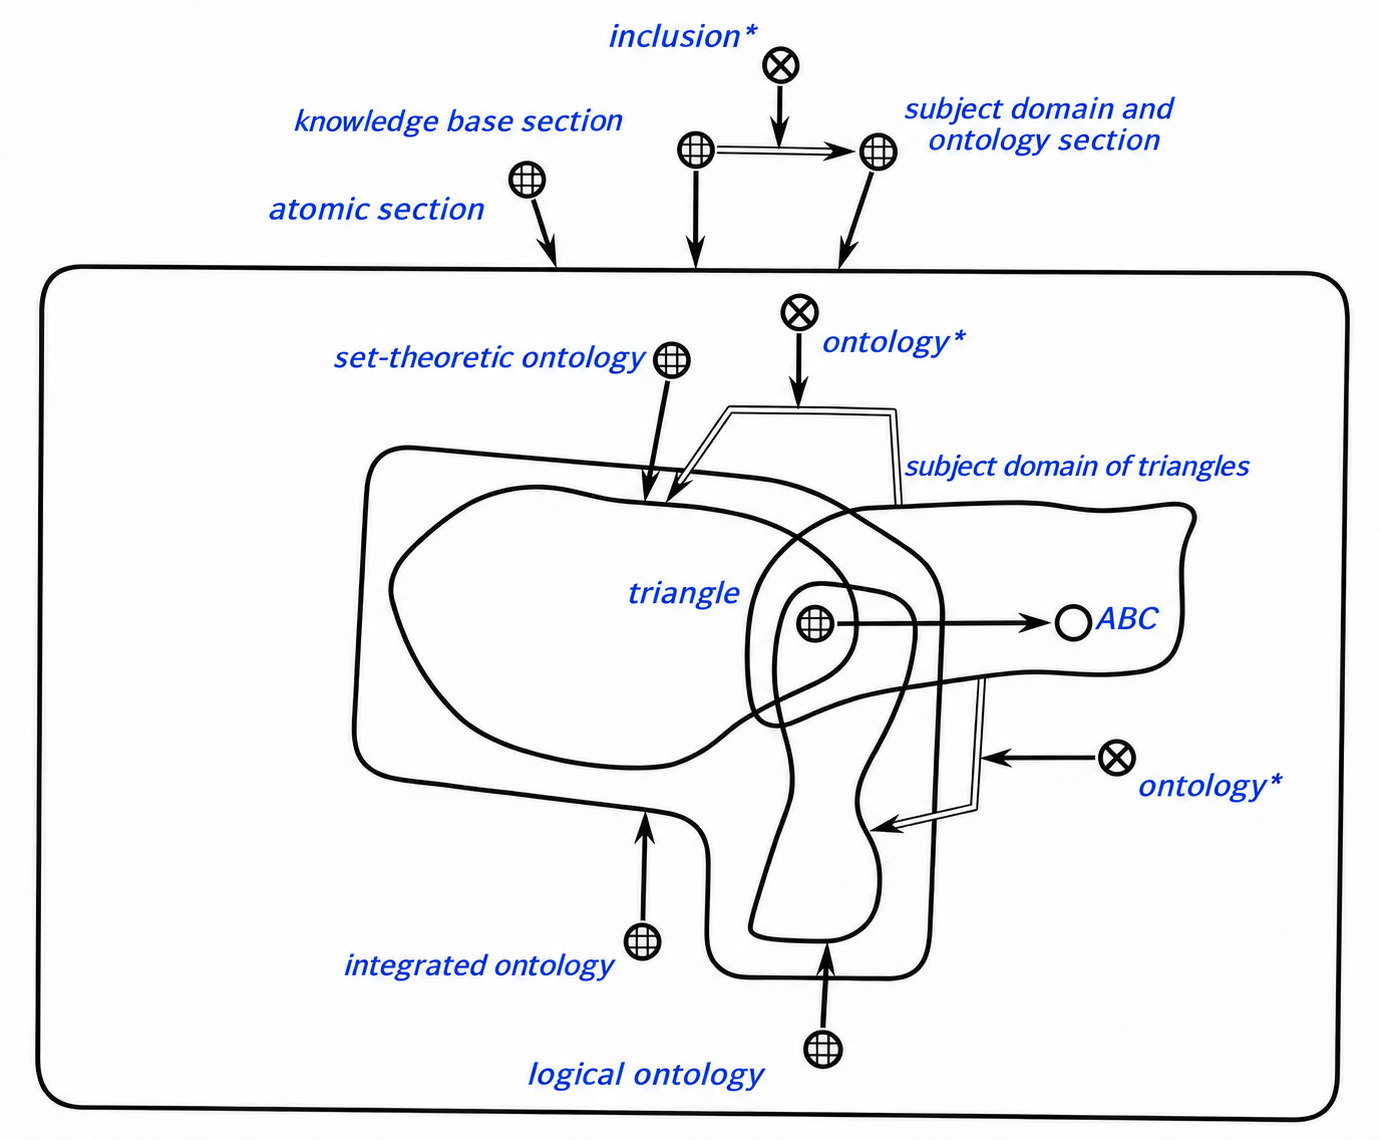 inclusion*
knowledge base section
subject domain and
ontology section
atomic section
ontology*
set-theoretic ontology
subject domain of triangles
triangle
ABC
ontology*
integrated ontology
logical ontology